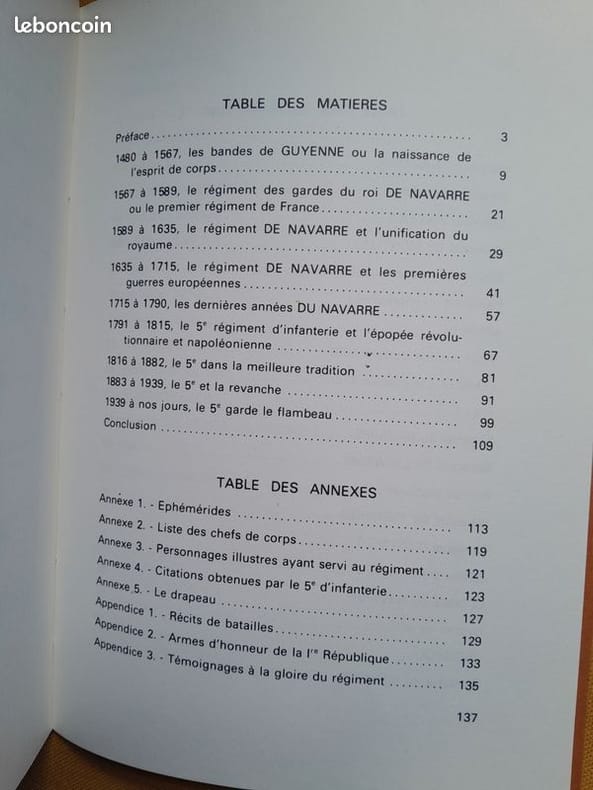 leboncoin
TABLE DES MATIERES
Préface ........ 3
1480 à 1567, les bandes de GUYENNE ou la naissance de
l'esprit de corps ........ 9
1567 à 1589, le régiment des gardes du roi DE NAVARRE
ou le premier régiment de France ........ 21
1589 à 1635, le régiment DE NAVARRE et l'unification du
royaume ........ 29
1635 à 1715, le régiment DE NAVARRE et les premières
guerres européennes ........ 41
1715 à 1790, les dernières années DU NAVARRE ........ 57
1791 à 1815, le 5e régiment d'infanterie et l'épopée révolu-
tionnaire et napoléonienne ........ 67
1816 à 1882, le 5e dans la meilleure tradition ........ 81
1883 à 1939, le 5e et la revanche ........ 91
1939 à nos jours, le 5e garde le flambeau ........ 99
Conclusion ........ 109
TABLE DES ANNEXES
Annexe 1. - Ephémérides ........ 113
Annexe 2. - Liste des chefs de corps ........ 119
Annexe 3. - Personnages illustres ayant servi au régiment .... 121
Annexe 4. - Citations obtenues par le 5e d'infanterie ........ 123
Annexe 5. - Le drapeau ........ 127
Appendice 1. - Récits de batailles ........ 129
Appendice 2. - Armes d'honneur de la Ire République ........ 133
Appendice 3. - Témoignages à la gloire du régiment ........ 135
137